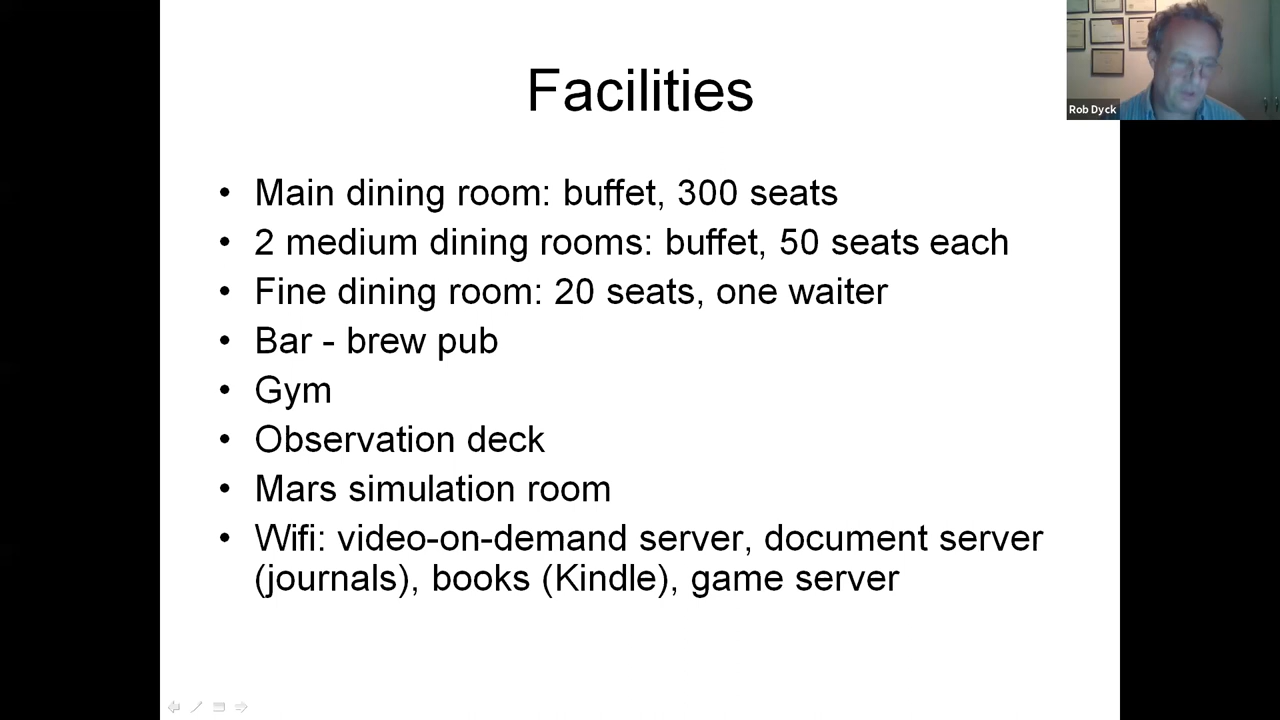 Facilities
Rob Dyck
• Main dining room: buffet, 300 seats
• 2 medium dining rooms: buffet, 50 seats each
• Fine dining room: 20 seats, one waiter
• Bar - brew pub
• Gym
• Observation deck
• Mars simulation room
• Wifi: video-on-demand server, document server
(journals), books (Kindle), game server